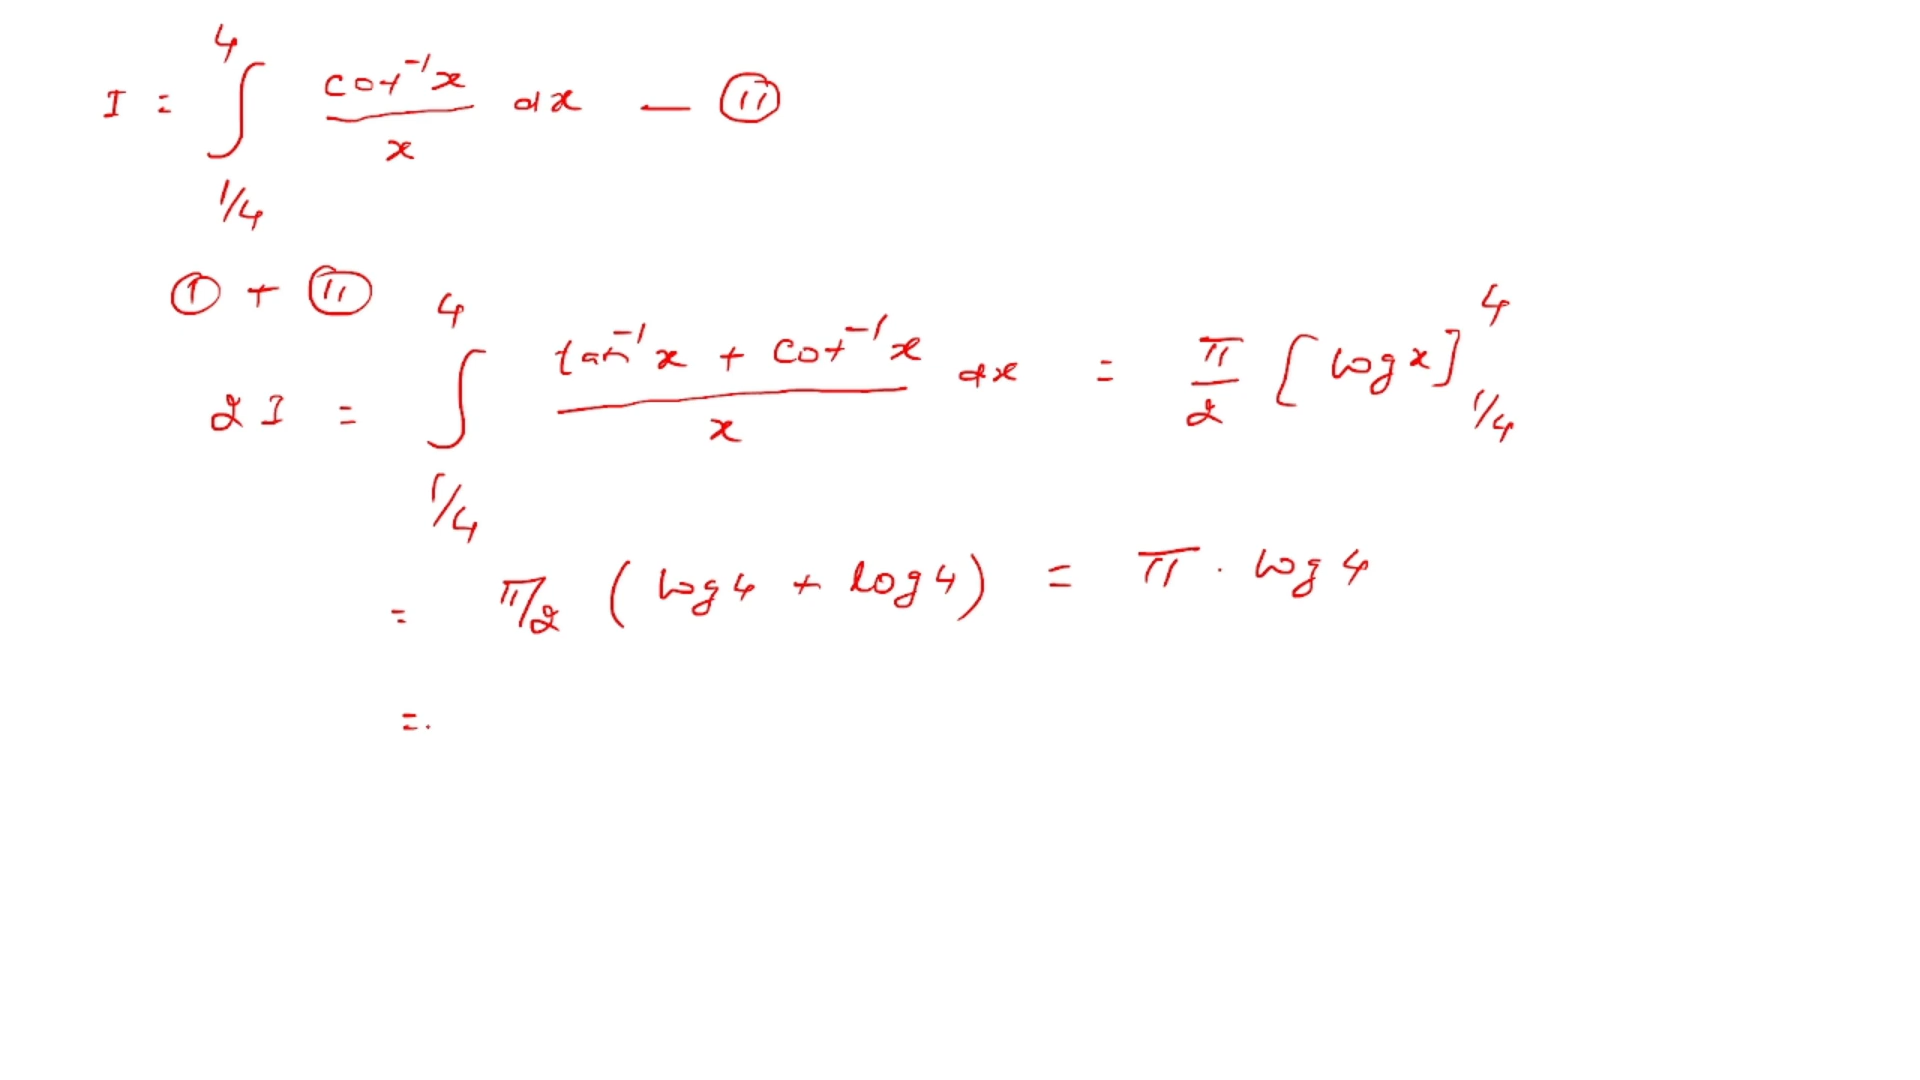 I = ∫_{1/4}^{4} cot⁻¹x / x dx — (II)
(I) + (II)
2I = ∫_{1/4}^{4} (tan⁻¹x + cot⁻¹x) / x dx = π/2 [log x]_{1/4}^{4}
= π/2 (log 4 + log 4) = π · log 4
= .